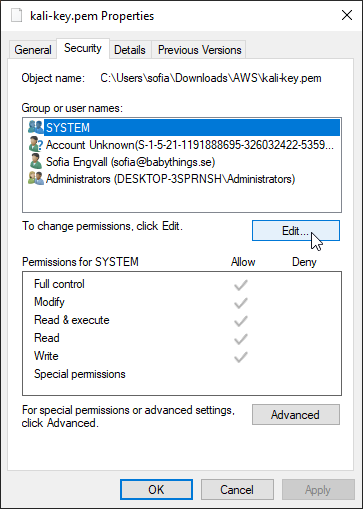 kali-key.pem Properties
General Security Details Previous Versions
Object name: C:\Users\sofia\Downloads\AWS\kali-key.pem
Group or user names:
SYSTEM
Account Unknown(S-1-5-21-1191888695-326032422-5359...
Sofia Engvall (sofia@babythings.se)
Administrators (DESKTOP-3SPRNSH\Administrators)
To change permissions, click Edit.
Edit...
Permissions for SYSTEM Allow Deny
Full control
Modify
Read & execute
Read
Write
Special permissions
For special permissions or advanced settings,
click Advanced.
Advanced
OK Cancel Apply